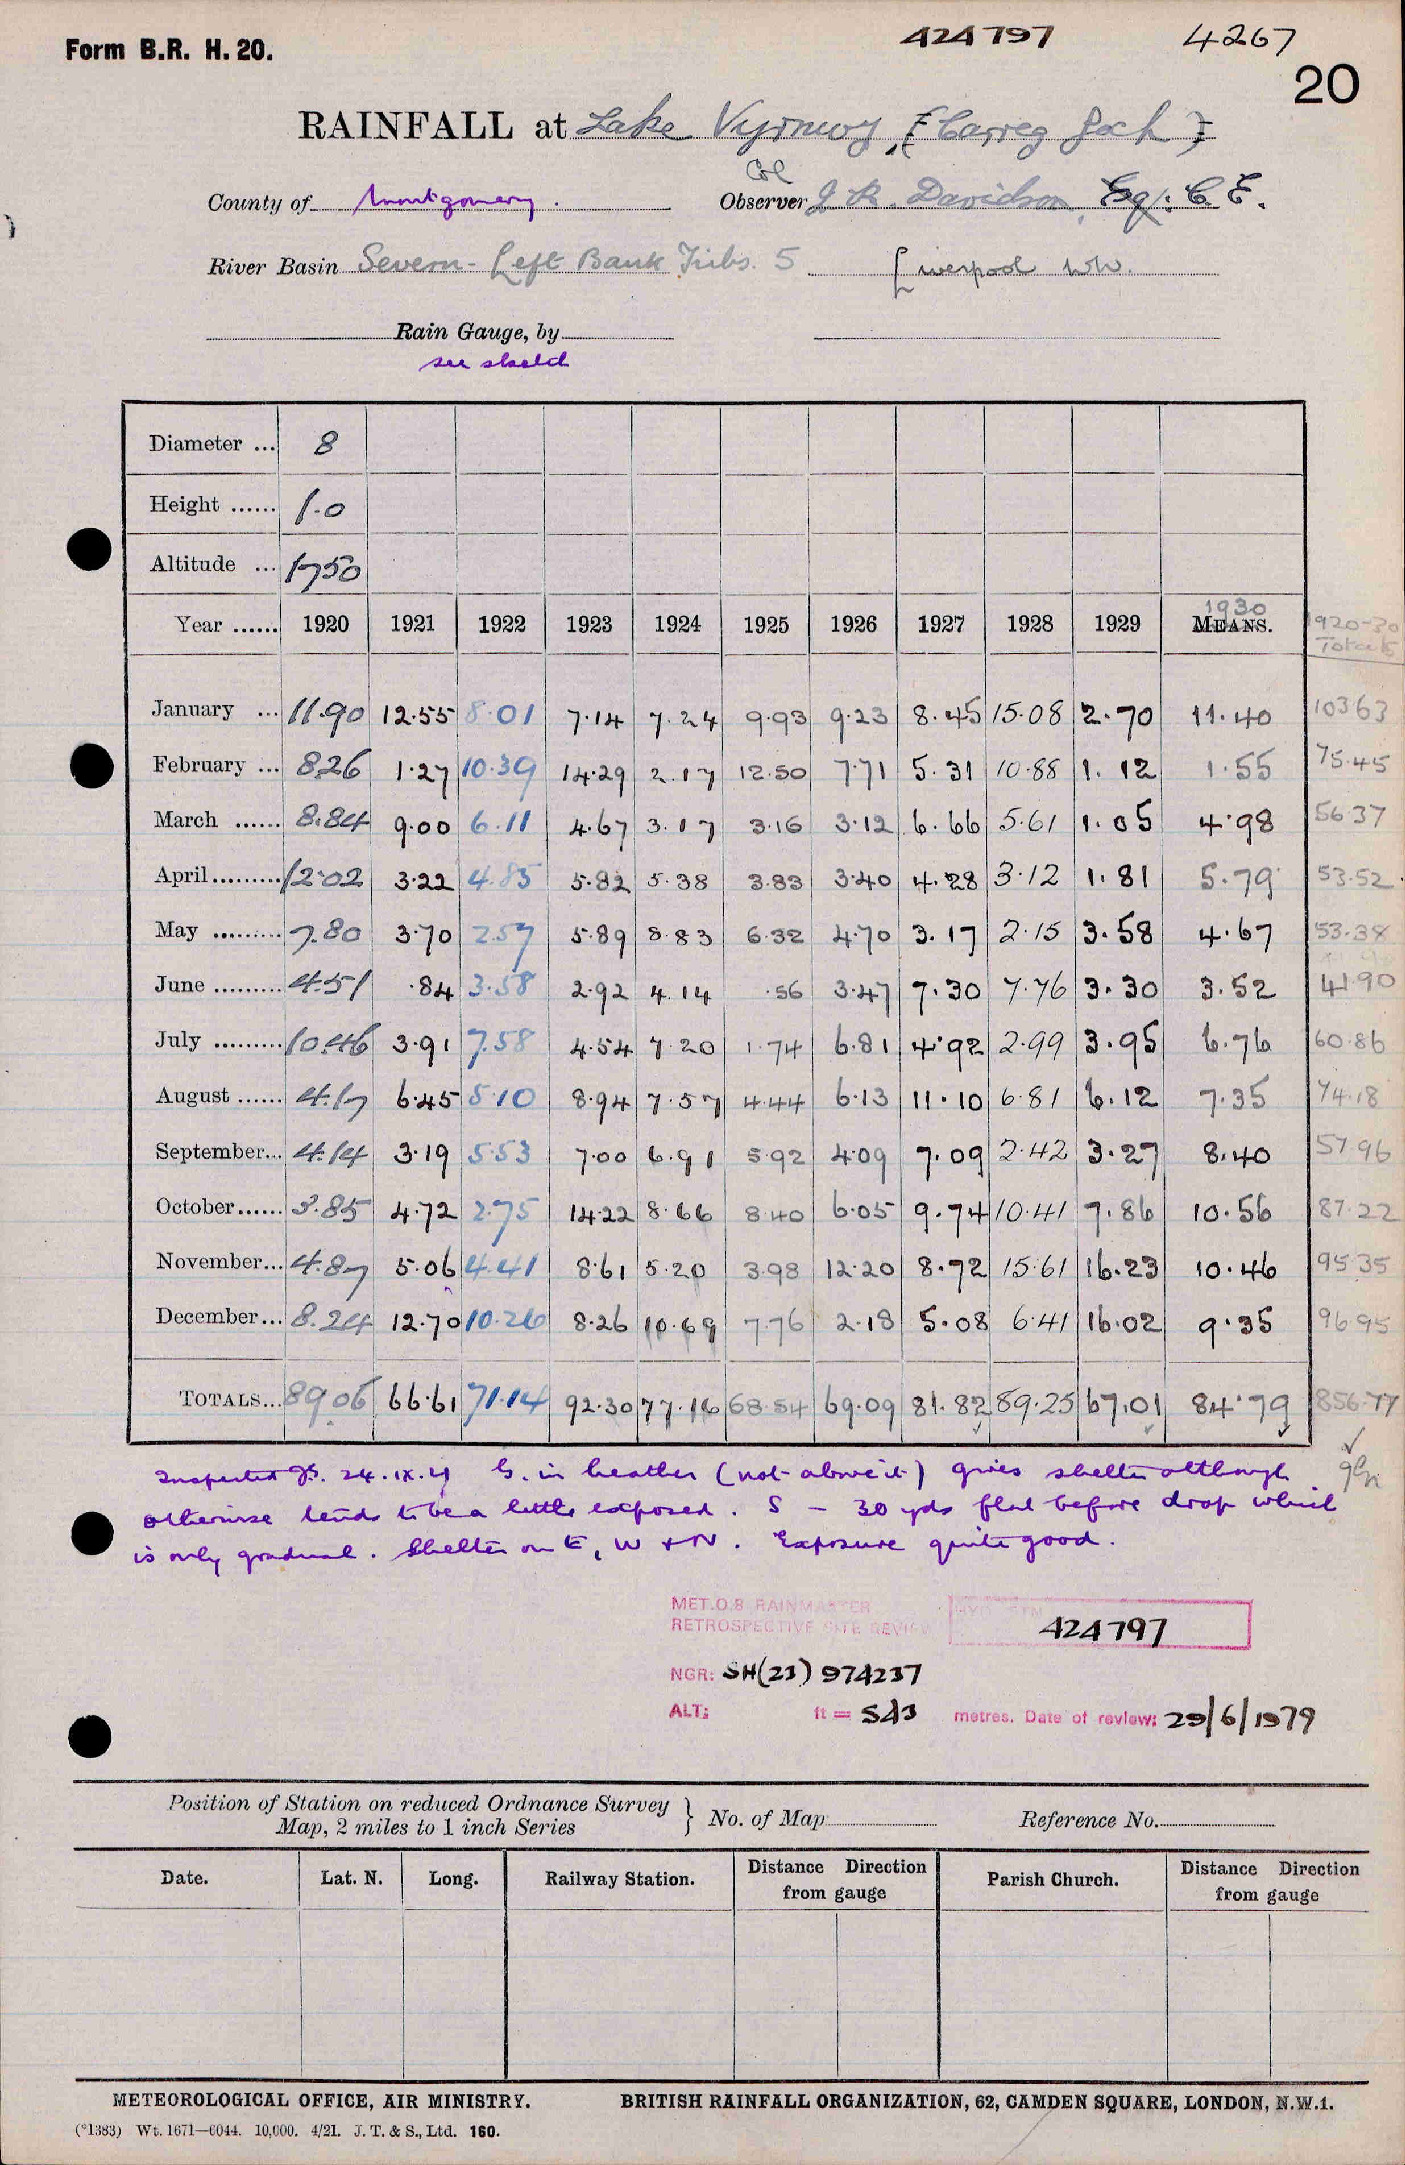 Form B.R. H. 20.
424797 4267
20
RAINFALL at Lake Vyrnwy, (Carreg Goch)
Col
County of Montgomery. Observer J R. Davidson, Esq: C. E.
River Basin Severn - Left Bank Tribs. 5 Liverpool WW.
Rain Gauge, by
see sheet
Diameter ... 8
Height ...... 1.0
Altitude ... 1750
1930
Year ...... 1920 1921 1922 1923 1924 1925 1926 1927 1928 1929 MEANS. 1920-30
Totals
January ... 11.90 12.55 8.01 7.14 7.24 9.93 9.23 8.45 15.08 2.70 11.40 103.63
February ... 8.26 1.27 10.39 14.29 2.17 12.50 7.71 5.31 10.88 1.12 1.55 75.45
March ...... 8.84 9.00 6.11 4.67 3.17 3.16 3.12 6.66 5.61 1.05 4.98 56.37
April......... 12.02 3.22 4.85 5.82 5.38 3.83 3.40 4.28 3.12 1.81 5.79 53.52
May ......... 7.80 3.70 2.57 5.89 8.83 6.32 4.70 3.17 2.15 3.58 4.67 53.38
June ......... 4.51 .84 3.58 2.92 4.14 .56 3.47 7.30 7.76 3.30 3.52 41.90
July ......... 10.46 3.91 7.58 4.54 7.20 1.74 6.81 4.92 2.99 3.95 6.76 60.86
August ...... 4.17 6.45 5.10 8.94 7.57 4.44 6.13 11.10 6.81 6.12 7.35 74.18
September... 4.14 3.19 5.53 7.00 6.91 5.92 4.09 7.09 2.42 3.27 8.40 57.96
October...... 3.85 4.72 2.75 14.22 8.66 8.40 6.05 9.74 10.41 7.86 10.56 87.22
November... 4.87 5.06 4.41 8.61 5.20 3.98 12.20 8.72 15.61 16.23 10.46 95.35
December... 8.24 12.70 10.26 8.26 10.69 7.76 2.18 5.08 6.41 16.02 9.35 96.95
TOTALS... 89.06 66.61 71.14 92.30 77.16 68.54 69.09 81.82 89.25 67.01 84.79 856.77
Inspected 24.IX.41 G. in heather (not above it) gives shelter although
otherwise tends to be a little exposed. S - 30 yds flat before drop which
is only gradual. Shelter on E, W + N. Exposure quite good.
MET.O.8 RAINMASTER
RETROSPECTIVE SITE REVIEW 424797
NGR: SH(23) 974237
ALT: ft = 533 metres. Date of review: 29/6/1979
Position of Station on reduced Ordnance Survey
Map, 2 miles to 1 inch Series } No. of Map Reference No.
Date. Lat. N. Long. Railway Station. Distance Direction from gauge Parish Church. Distance Direction from gauge
METEOROLOGICAL OFFICE, AIR MINISTRY. BRITISH RAINFALL ORGANIZATION, 62, CAMDEN SQUARE, LONDON, N.W.1.
(*1383) Wt. 1671—6044. 10,000. 4/21. J. T. & S., Ltd. 160.